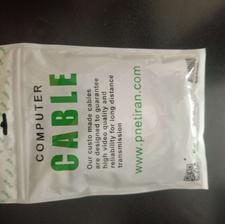 COMPUTER
CABLE
Our custo made cables
are designed to guarantee
high video quality and
reliability for long distance
transmission
www.pnetiran.com